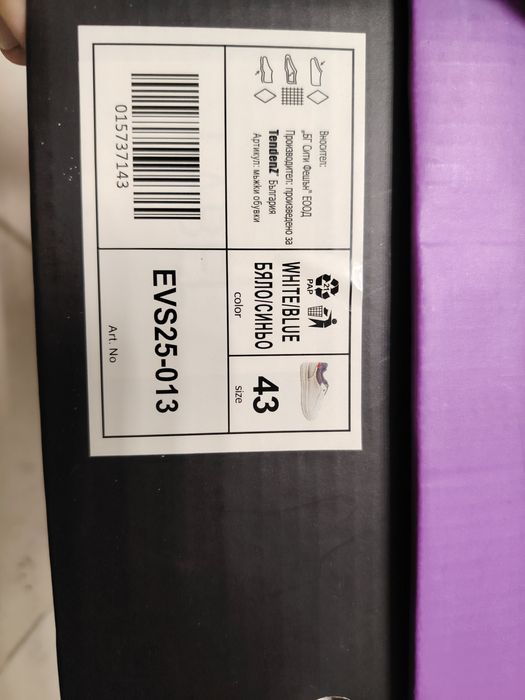 Вносител:
„БГ Сити Фешън" ЕООД
Производител: произведено за
TendenZ България
Артикул: мъжки обувки
21
PAP
WHITE/BLUE
БЯЛО/СИНЬО
color
43
size
015737143
EVS25-013
Art. No